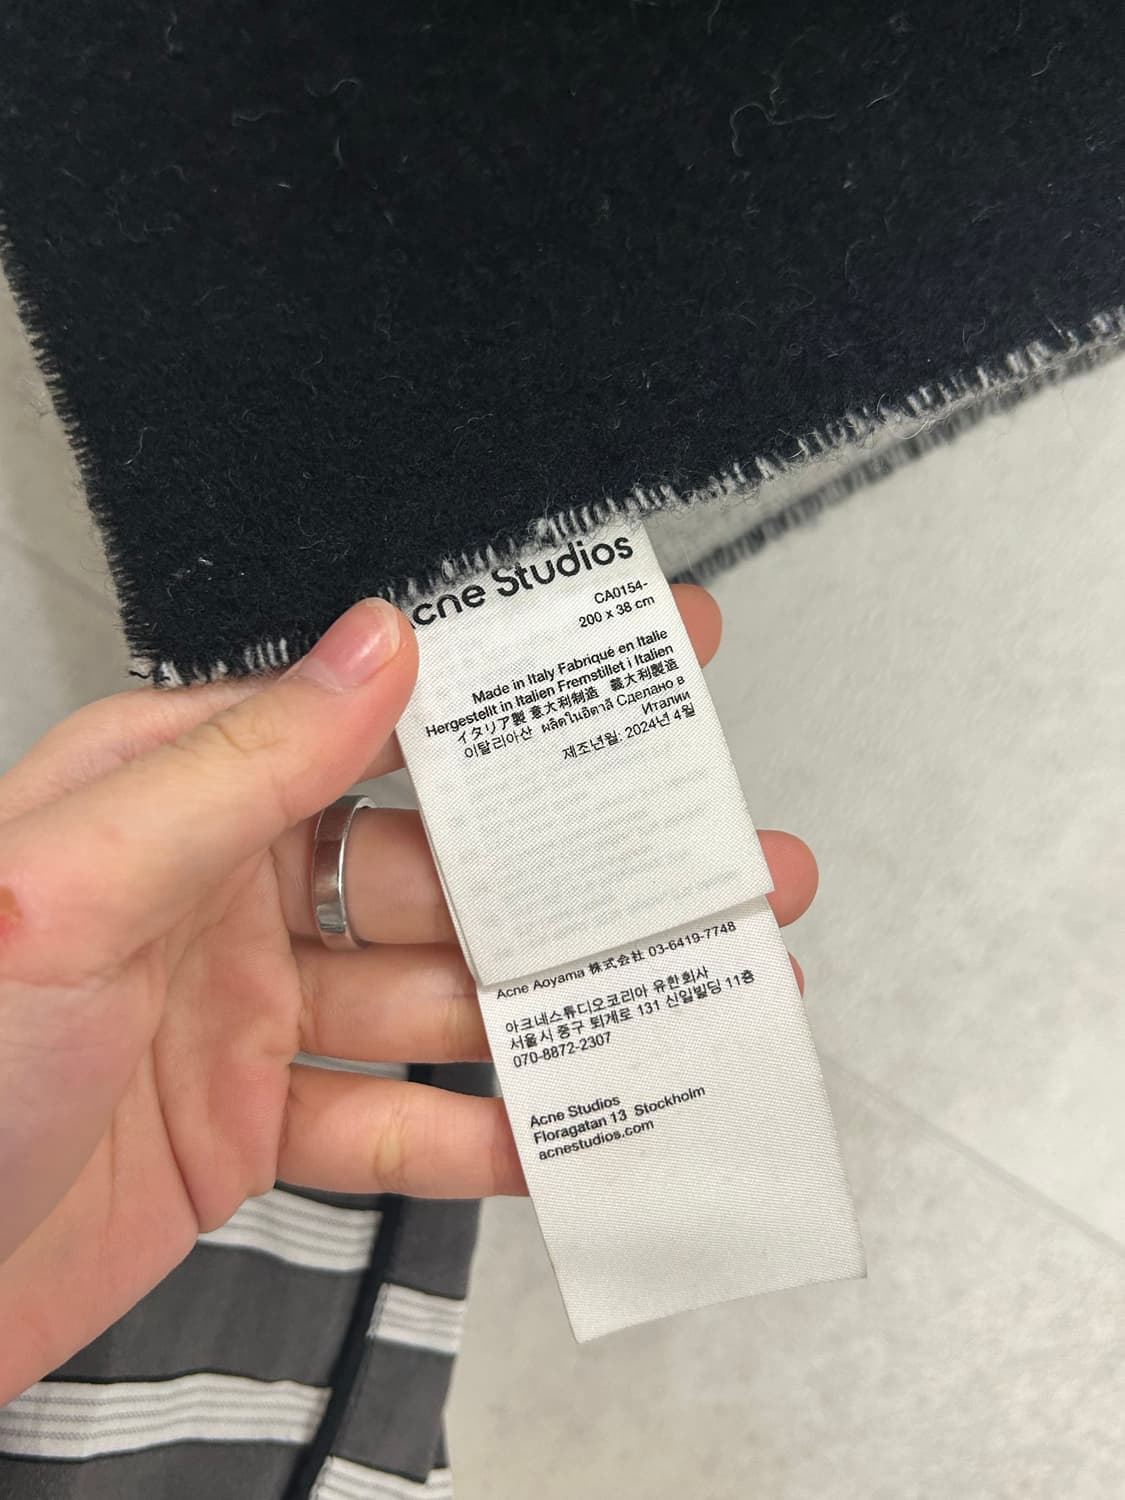 cne Studios
CA0154-
200 x 38 cm
Made in Italy Fabriqué en Italie
Hergestellt in Italien Fremstillet i Italien
イタリア製 意大利制造 義大利製造
이탈리아산 ผลิตในอิตาลี Сделано в
Италии
제조년월: 2024년 4월
Acne Aoyama 株式会社 03-6419-7748
아크네스튜디오코리아 유한회사
서울시 중구 퇴계로 131 신일빌딩 11층
070-8872-2307
Acne Studios
Floragatan 13 Stockholm
acnestudios.com